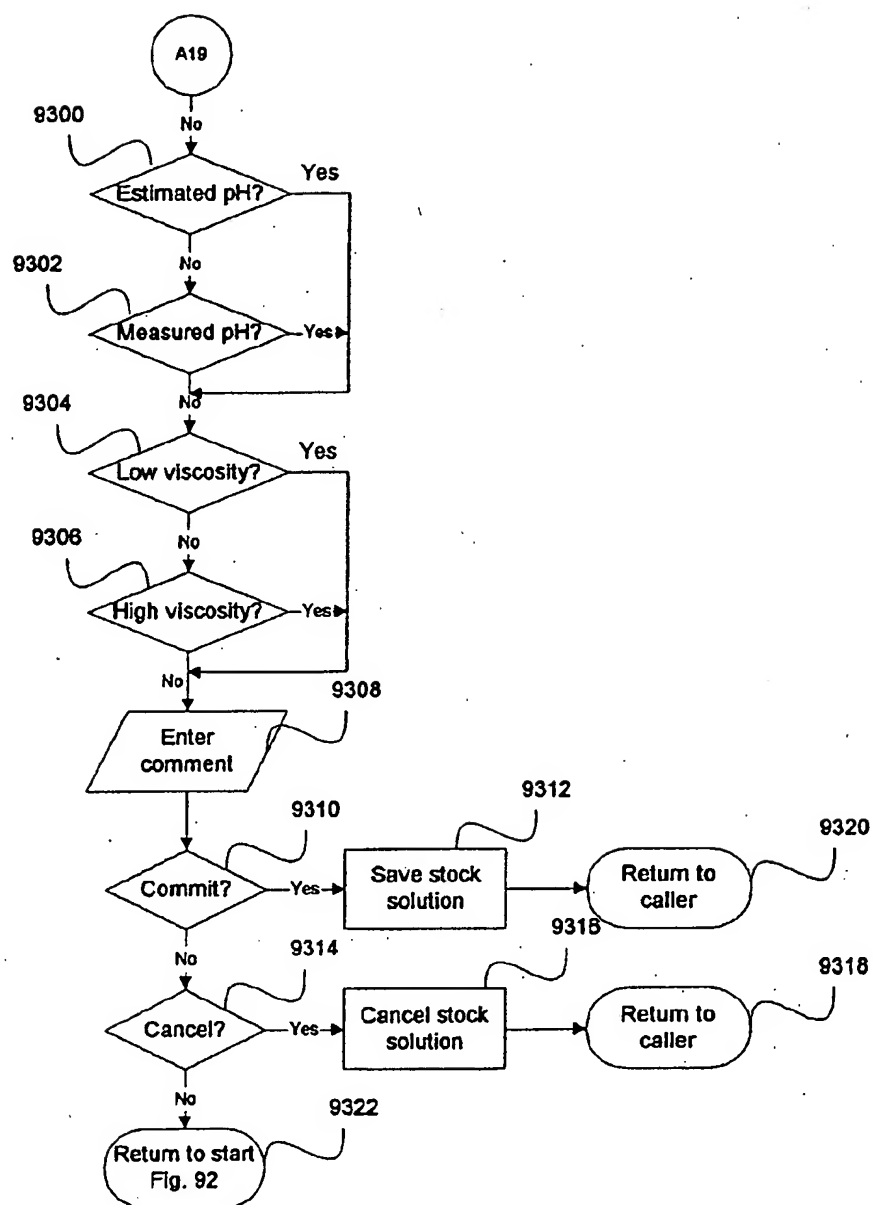 A19
No
9300
Estimated pH?
Yes
No
9302
Measured pH?
Yes
No
9304
Low viscosity?
Yes
No
9306
High viscosity?
Yes
No
9308
Enter
comment
9310
Commit?
Yes
9312
Save stock
solution
9320
Return to
caller
No
9314
Cancel?
Yes
9316
Cancel stock
solution
9318
Return to
caller
No
9322
Return to start
Fig. 92